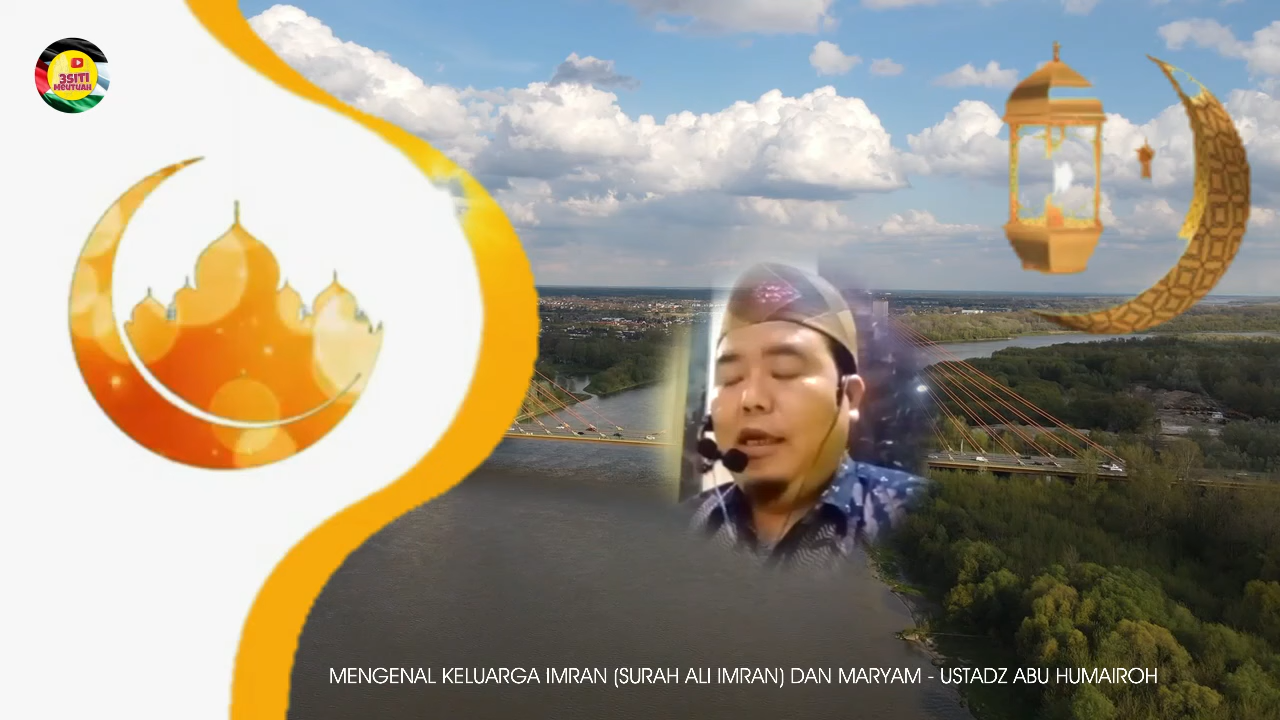 3SITI
MEUTUAH
MENGENAL KELUARGA IMRAN (SURAH ALI IMRAN) DAN MARYAM - USTADZ ABU HUMAIROH